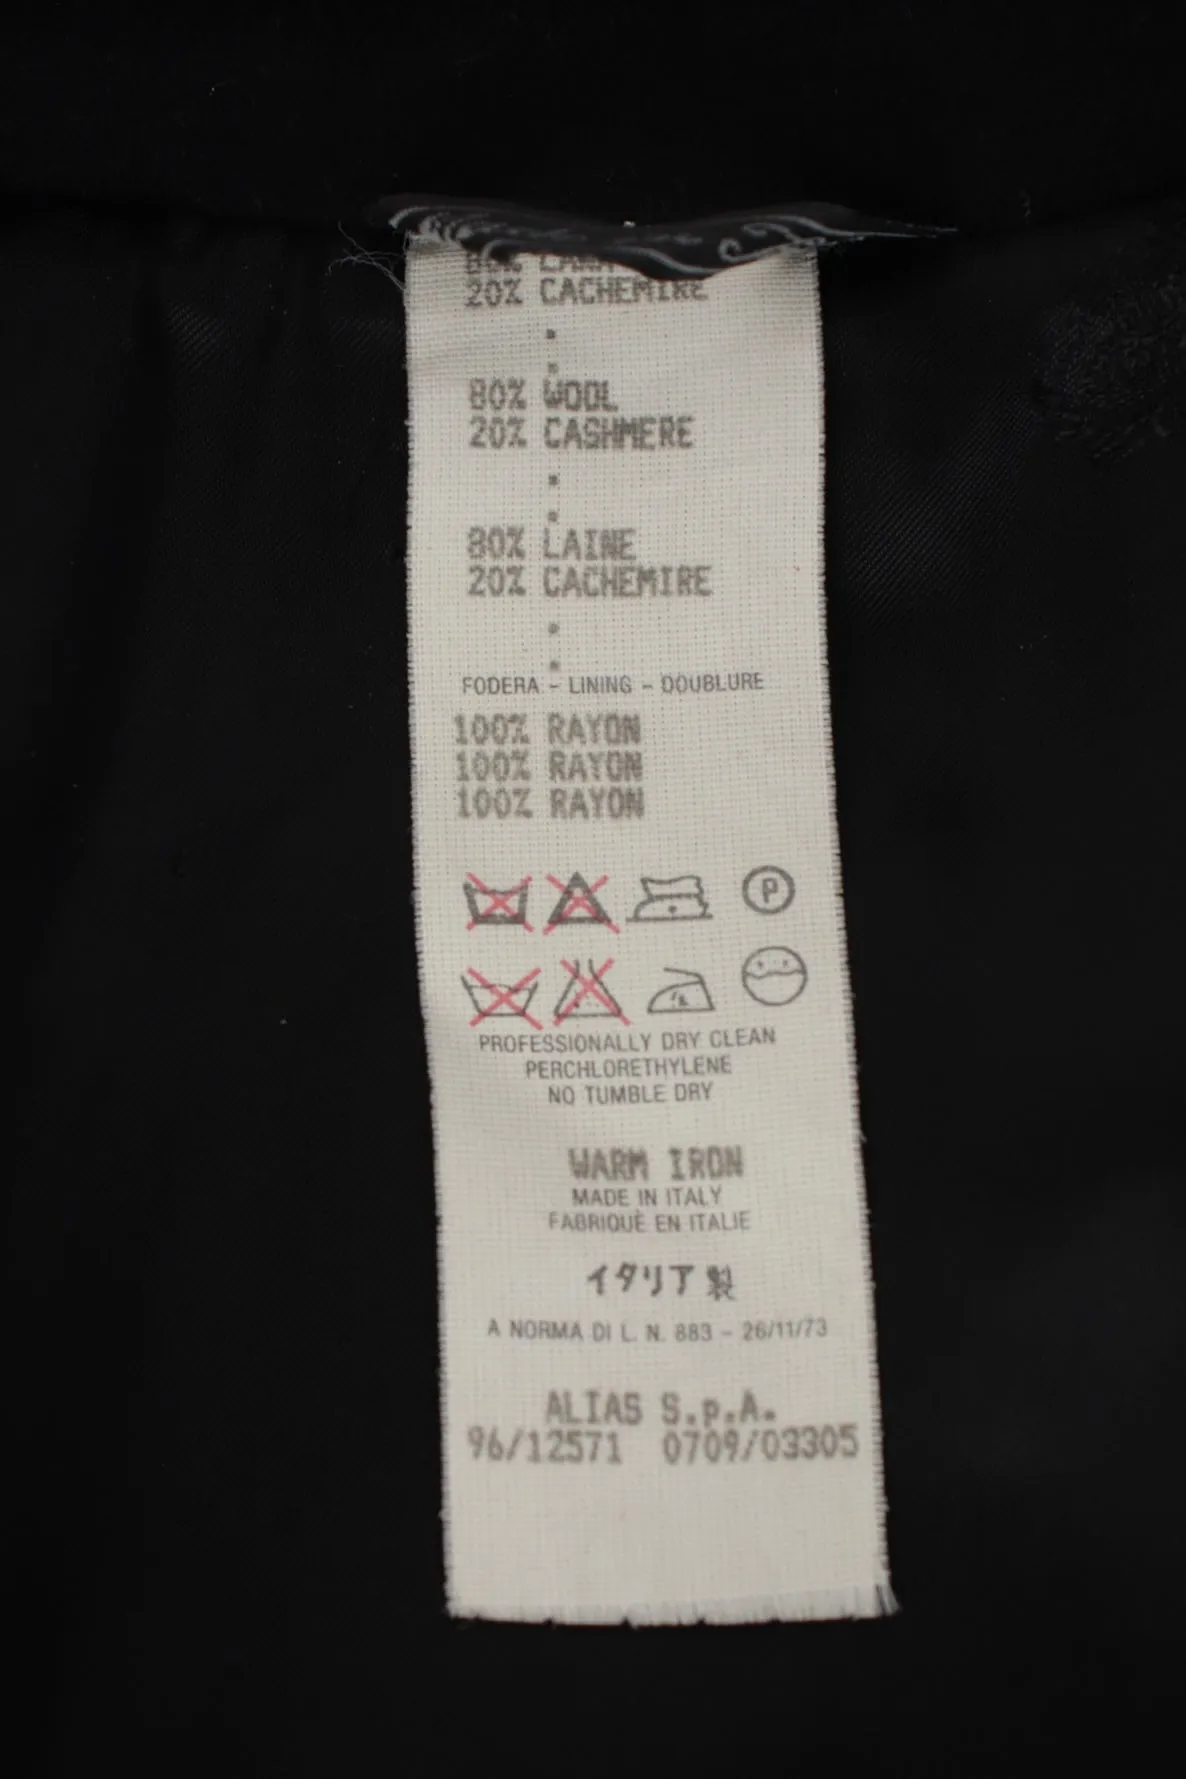 80% LANA
20% CACHEMIRE
80% WOOL
20% CASHMERE
80% LAINE
20% CACHEMIRE
FODERA - LINING - DOUBLURE
100% RAYON
100% RAYON
100% RAYON
P
PROFESSIONALLY DRY CLEAN
PERCHLORETHYLENE
NO TUMBLE DRY
WARM IRON
MADE IN ITALY
FABRIQUÈ EN ITALIE
イタリア製
A NORMA DI L. N. 883 - 26/11/73
ALIAS S.p.A.
96/12571 0709/03305